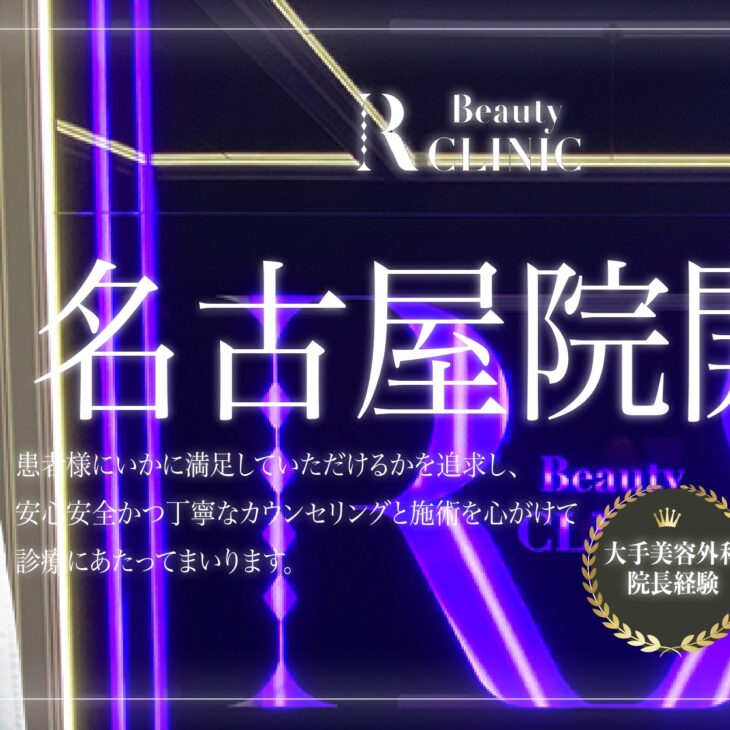 R Beauty
CLINIC
名古屋院開
患者様にいかに満足していただけるかを追求し、
安心安全かつ丁寧なカウンセリングと施術を心がけて
診療にあたってまいります。
R Beauty
CL
大手美容外科
院長経験